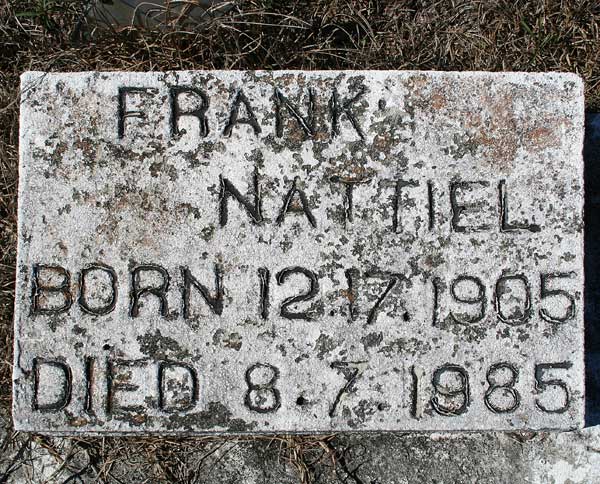 FRANK
NATTIEL
BORN 12.17.1905
DIED 8.7.1985